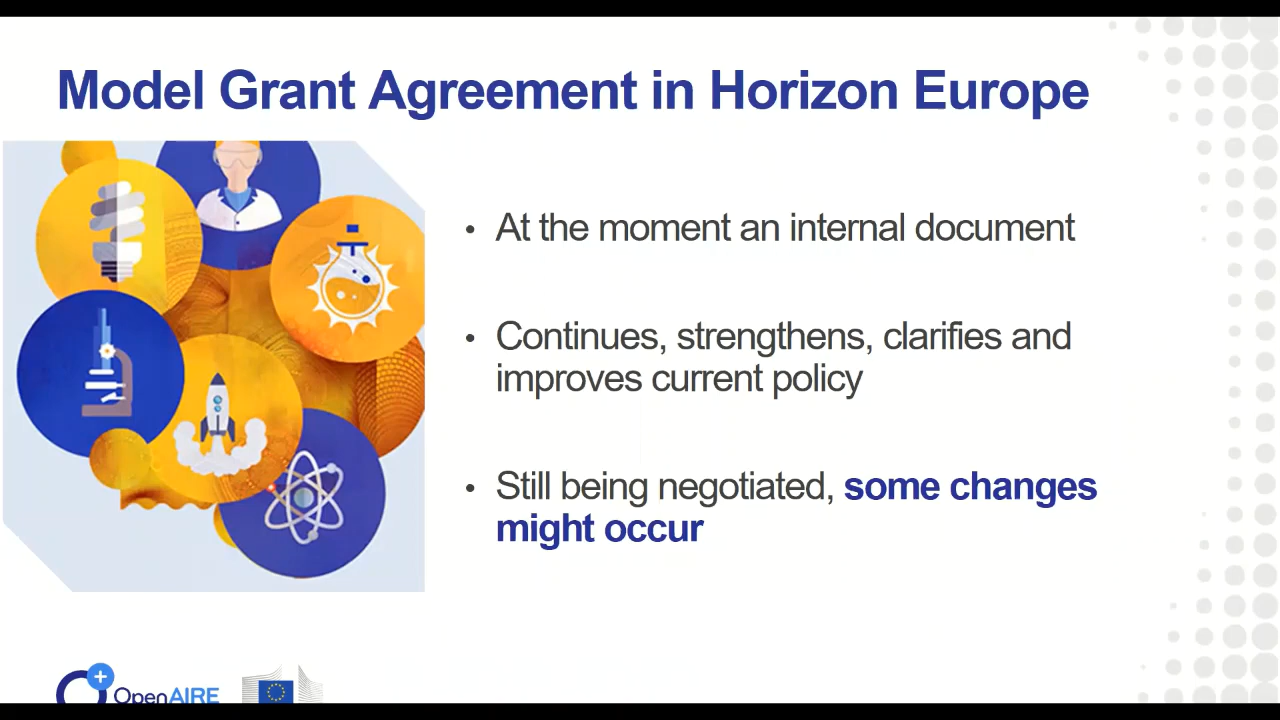 Model Grant Agreement in Horizon Europe
• At the moment an internal document
• Continues, strengthens, clarifies and
improves current policy
• Still being negotiated, some changes
might occur
OpenAIRE